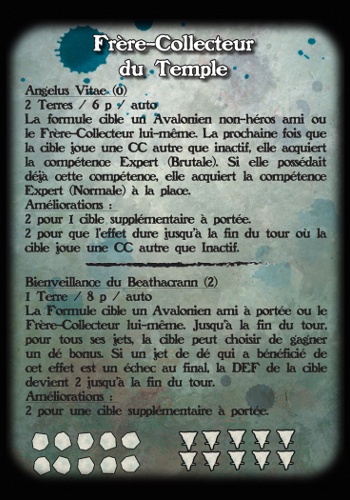 Frère-Collecteur
du Temple
Angelus Vitae (0)
2 Terres / 6 p / auto
La formule cible un Avalonien non-héros ami ou
le Frère-Collecteur lui-même. La prochaine fois que
la cible joue une CC autre que inactif, elle acquiert
la compétence Expert (Brutale). Si elle possédait
déjà cette compétence, elle acquiert la compétence
Expert (Normale) à la place.
Améliorations :
2 pour 1 cible supplémentaire à portée.
2 pour que l'effet dure jusqu'à la fin du tour où la
cible joue une CC autre que Inactif.
Bienveillance du Beathacrann (2)
1 Terre / 8 p / auto
La Formule cible un Avalonien ami à portée ou le
Frère-Collecteur lui-même. Jusqu'à la fin du tour,
pour tous ses jets, la cible peut choisir de gagner
un dé bonus. Si un jet de dé qui a bénéficié de
cet effet est un échec au final, la DEF de la cible
devient 2 jusqu'à la fin du tour.
Améliorations :
2 pour une cible supplémentaire à portée.